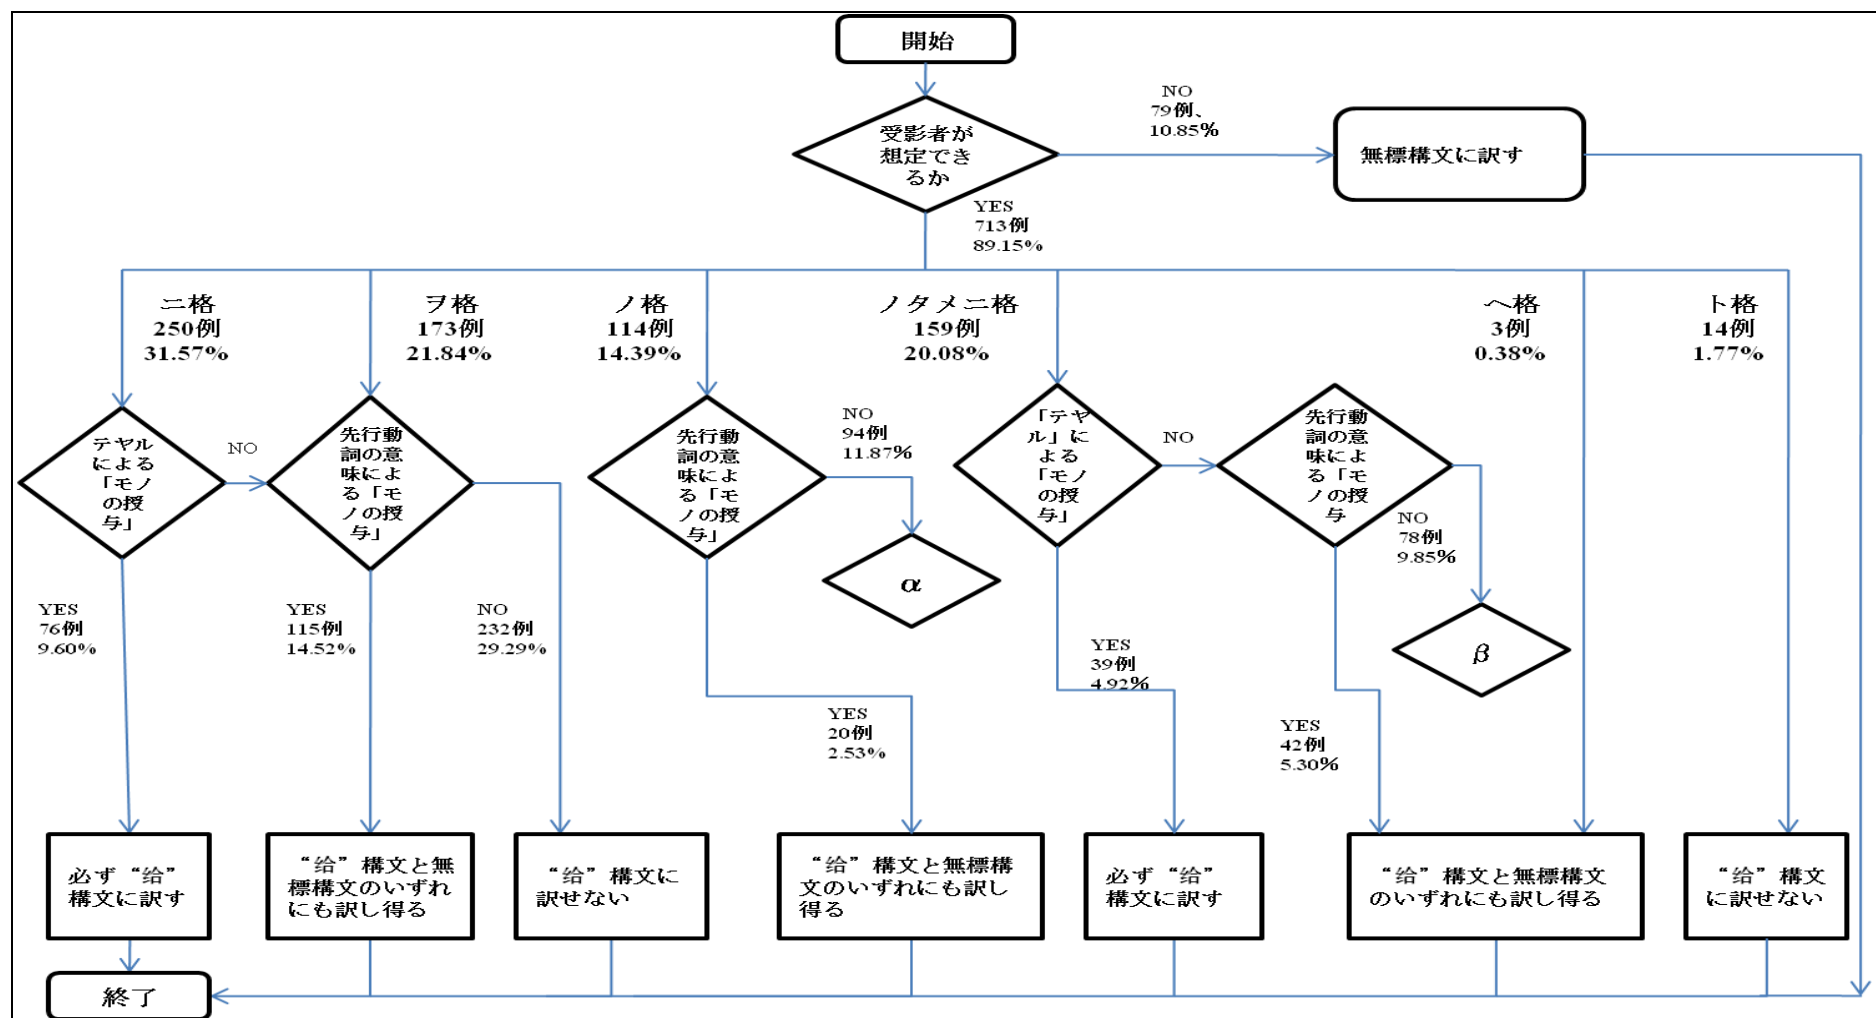 開始
受影者が
想定でき
るか
NO
79例、
10.85%
無標構文に訳す
YES
713例
89.15%
ニ格
250例
31.57%
ヲ格
173例
21.84%
ノ格
114例
14.39%
ノタメニ格
159例
20.08%
ヘ格
3例
0.38%
ト格
14例
1.77%
テヤル
による
「モノ
の授
与」
NO
先行動
詞の意
味によ
る「モ
ノの授
与」
先行動
詞の意
味によ
る「モ
ノの授
与」
NO
94例
11.87%
α
「テヤ
ル」に
よる
「モノ
の授
与」
NO
先行動
詞の意
味によ
る「モ
ノの授
与
NO
78例
9.85%
β
YES
76例
9.60%
YES
115例
14.52%
NO
232例
29.29%
YES
20例
2.53%
YES
39例
4.92%
YES
42例
5.30%
必ず“给”
構文に訳す
“给”構文と無
標構文のいずれ
にも訳し得る
“给”構文に
訳せない
“给”構文と無標構
文のいずれにも訳し得
る
必ず“给”
構文に訳す
“给”構文と無標構文
のいずれにも訳し得る
“给”構文
に訳せない
終了